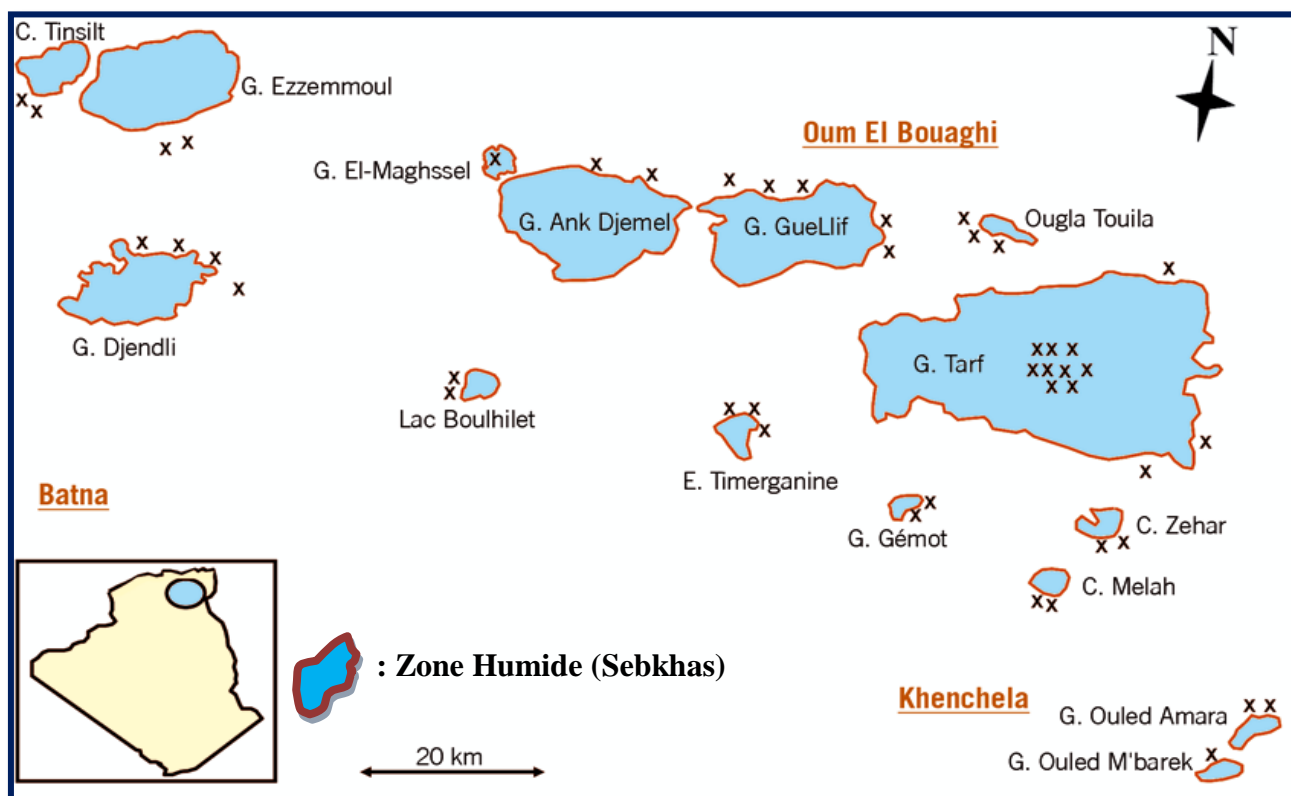 C. Tinsilt
N
G. Ezzemmoul
Oum El Bouaghi
G. El-Maghssel
G. Ank Djemel
G. GueLlif
Ougla Touila
G. Djendli
G. Tarf
Lac Boulhilet
E. Timerganine
Batna
G. Gémot
C. Zehar
C. Melah
: Zone Humide (Sebkhas)
Khenchela
G. Ouled Amara
20 km
G. Ouled M'barek